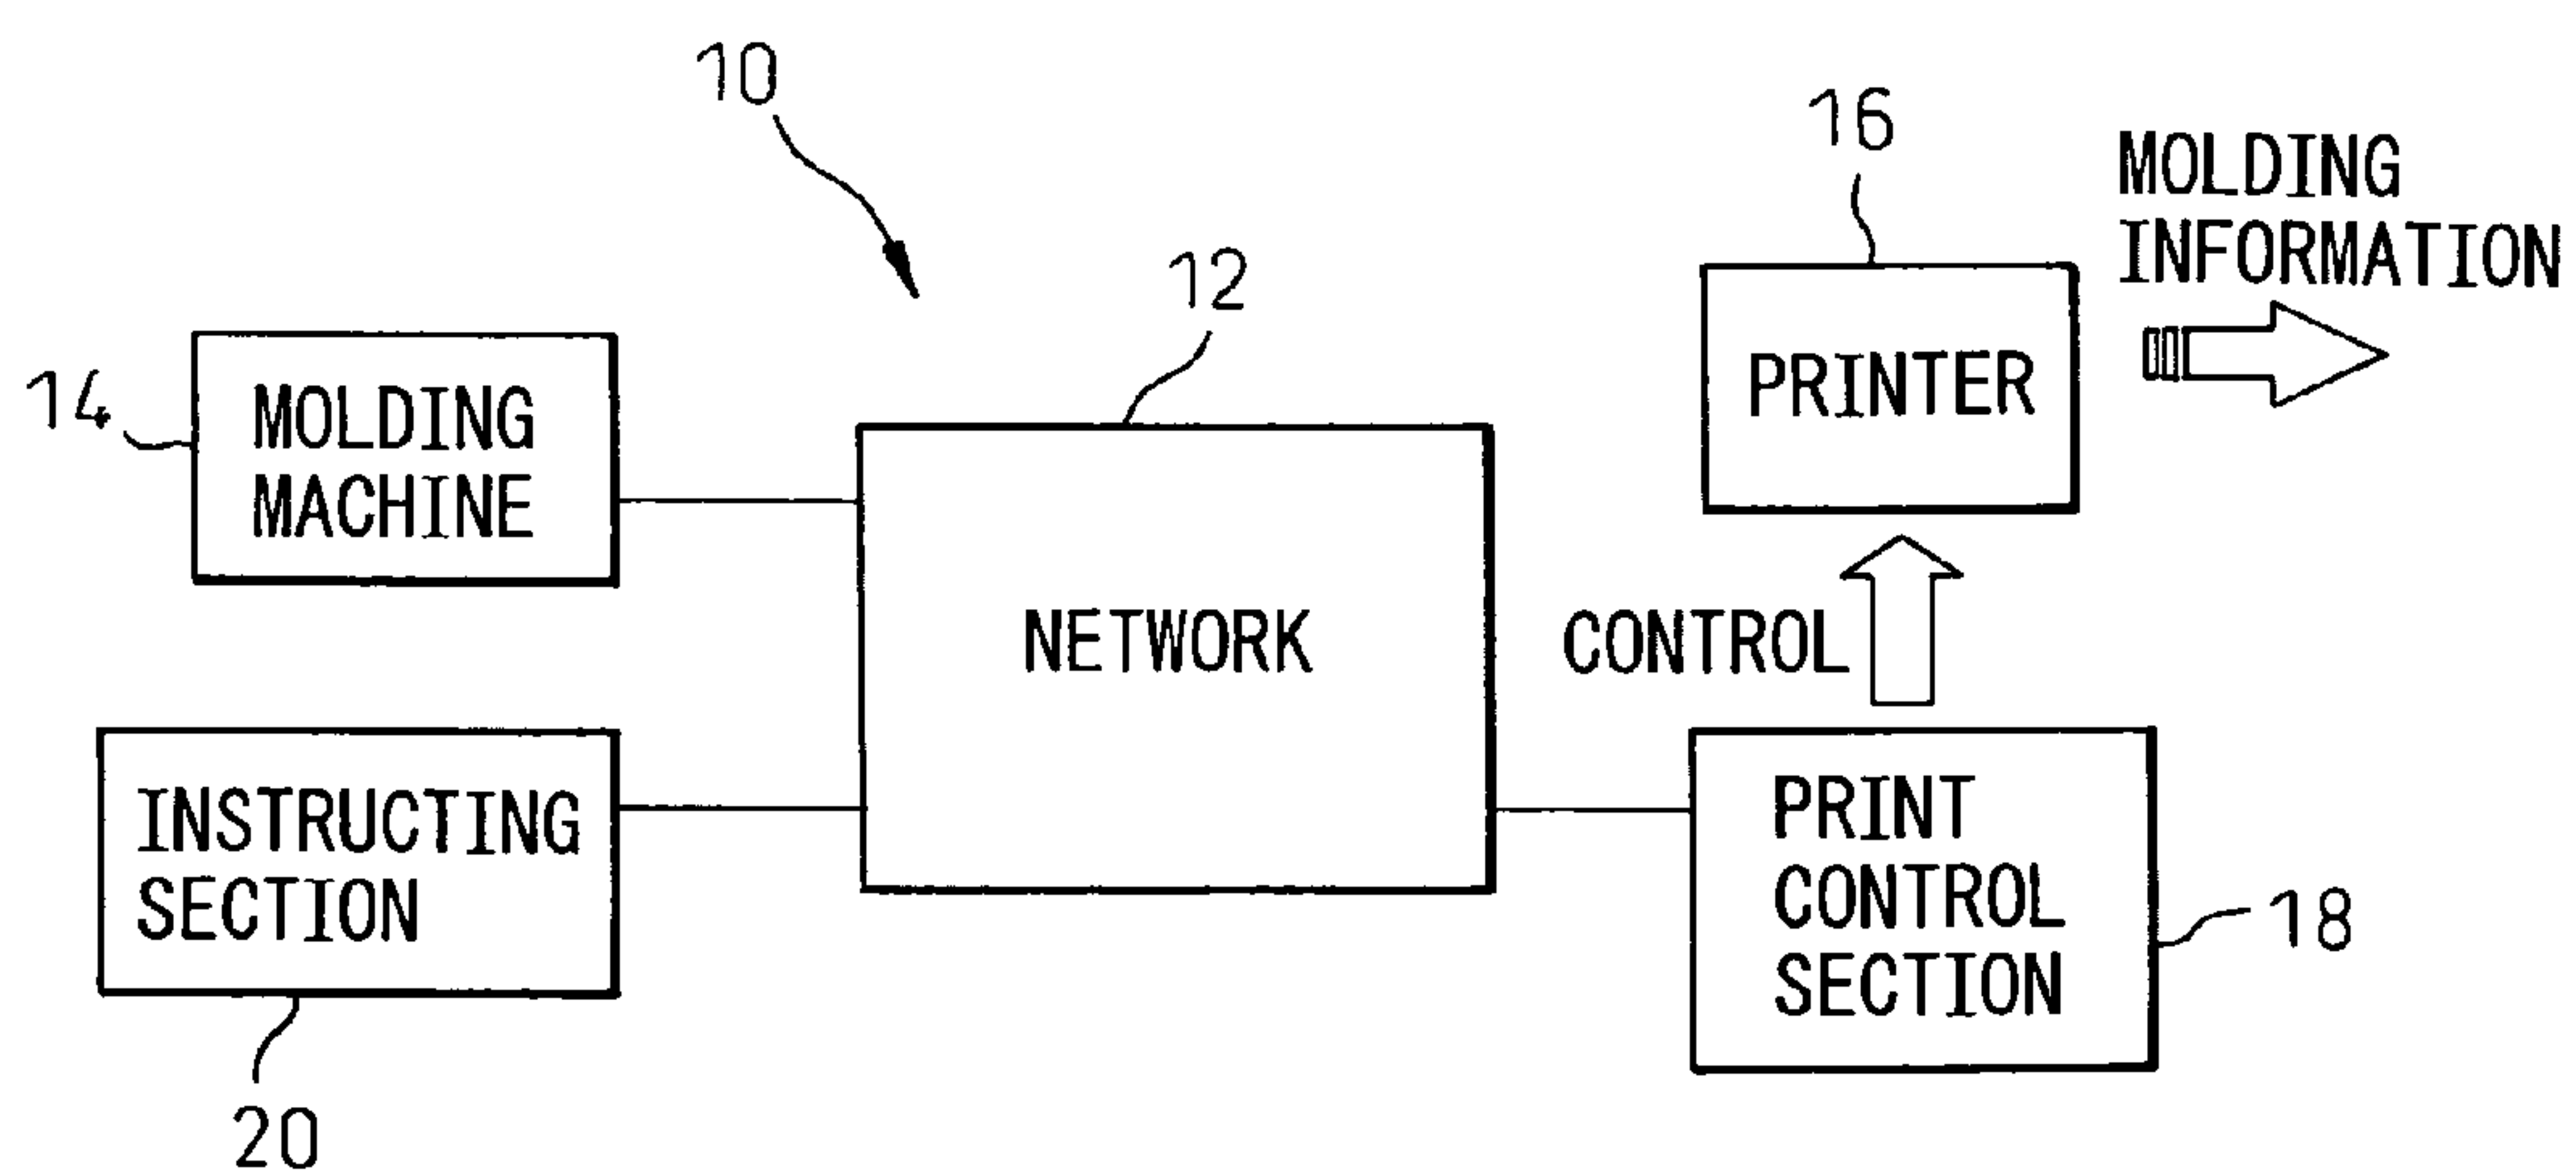 10
16
MOLDING
INFORMATION
12
14
MOLDING
MACHINE
PRINTER
NETWORK
CONTROL
INSTRUCTING
SECTION
PRINT
CONTROL
SECTION
18
20